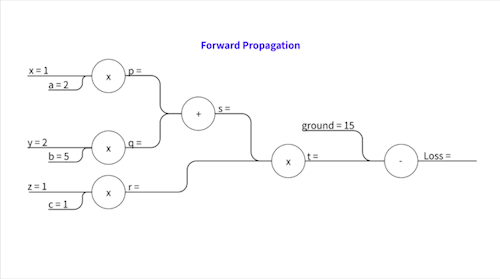 Forward Propagation
x = 1
a = 2
x
p =
y = 2
b = 5
x
q =
+
s =
z = 1
c = 1
x
r =
x
t =
ground = 15
-
Loss =